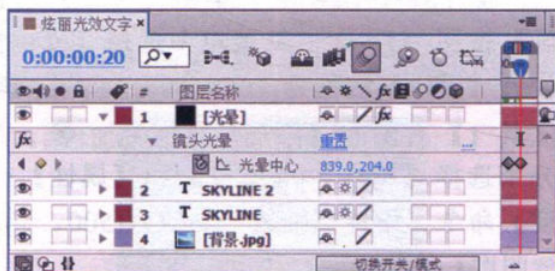 炫丽光效文字
0:00:00:20
# 图层名称
1 [光晕]
fx 镜头光晕 重置 ...
光晕中心 839.0,204.0
2 T SKYLINE 2
3 T SKYLINE
4 [背景.jpg]
切换开关/模式